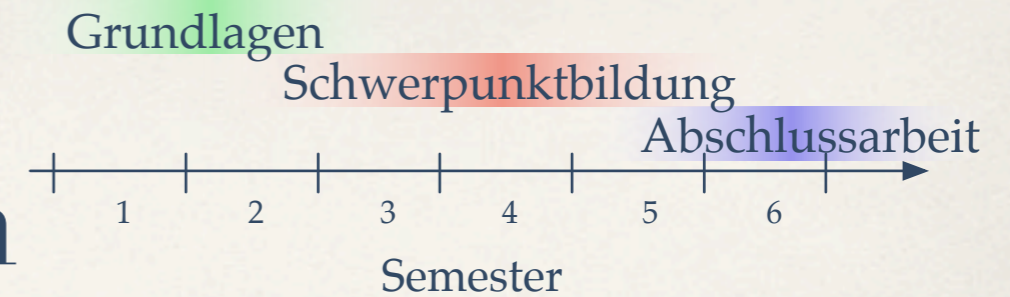 Grundlagen
Schwerpunktbildung
Abschlussarbeit
1 2 3 4 5 6
Semester